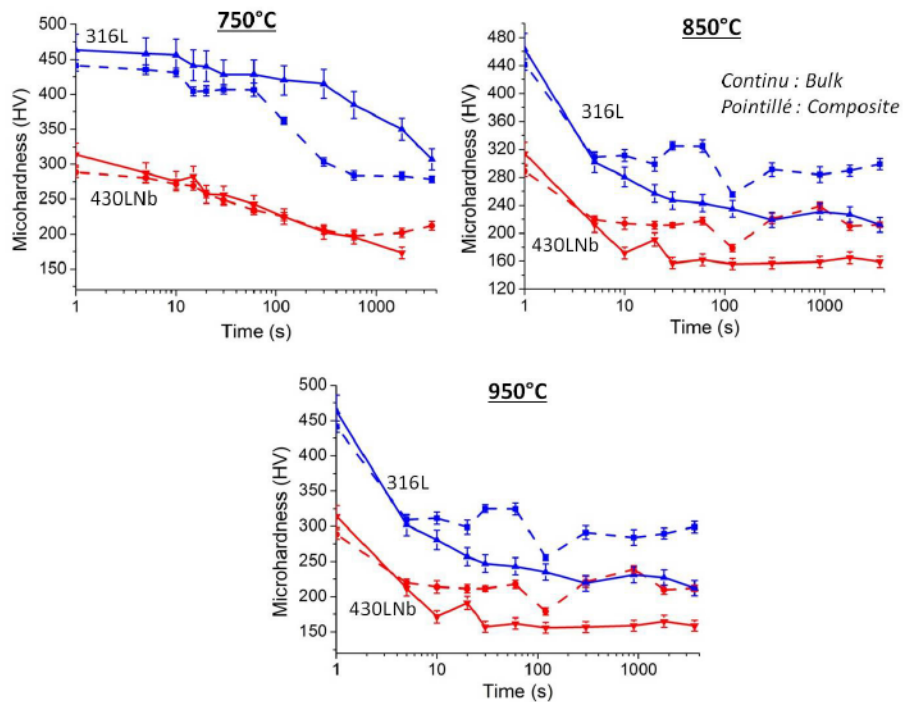 750°C
500
450
400
350
300
250
200
150
Micohardness (HV)
316L
430LNb
1 10 100 1000
Time (s)
850°C
480
440
400
360
320
280
240
200
160
120
Microhardness (HV)
316L
430LNb
Continu : Bulk
Pointillé : Composite
1 10 100 1000
Time (s)
950°C
500
450
400
350
300
250
200
150
Microhardness (HV)
316L
430LNb
1 10 100 1000
Time (s)